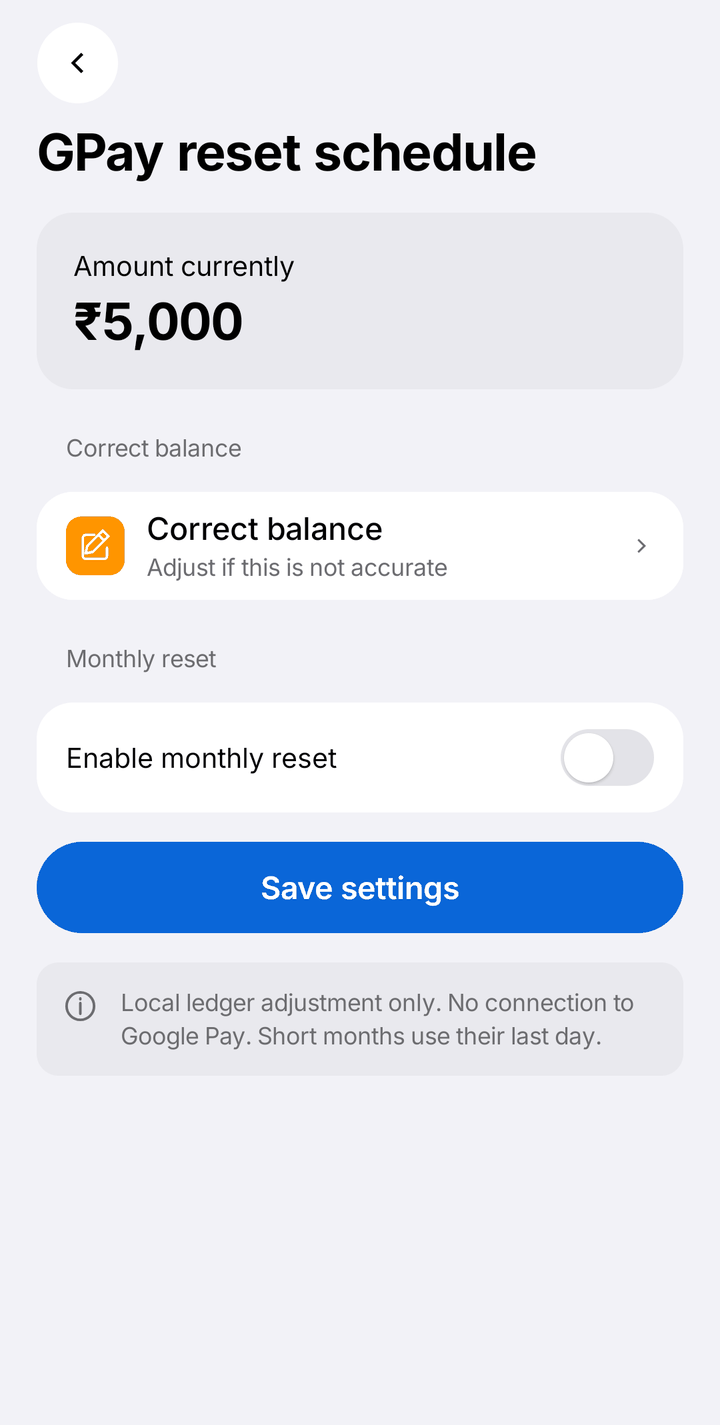 GPay reset schedule
Amount currently
₹5,000
Correct balance
Correct balance
Adjust if this is not accurate
Monthly reset
Enable monthly reset
Save settings
Local ledger adjustment only. No connection to
Google Pay. Short months use their last day.